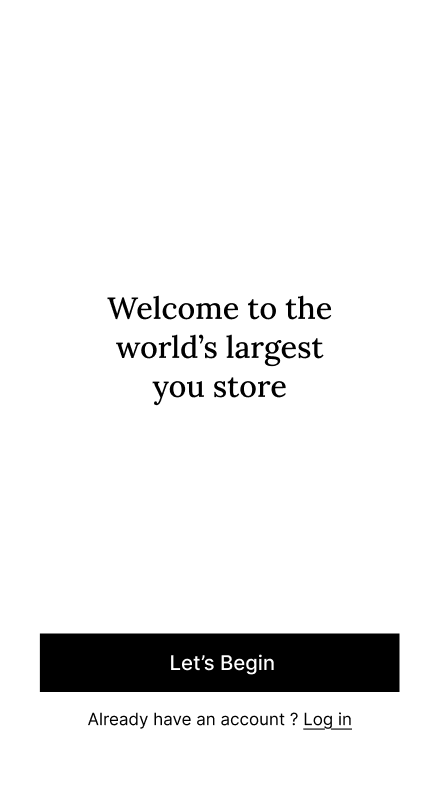 Welcome to the
world’s largest
you store
Let’s Begin
Already have an account ? Log in